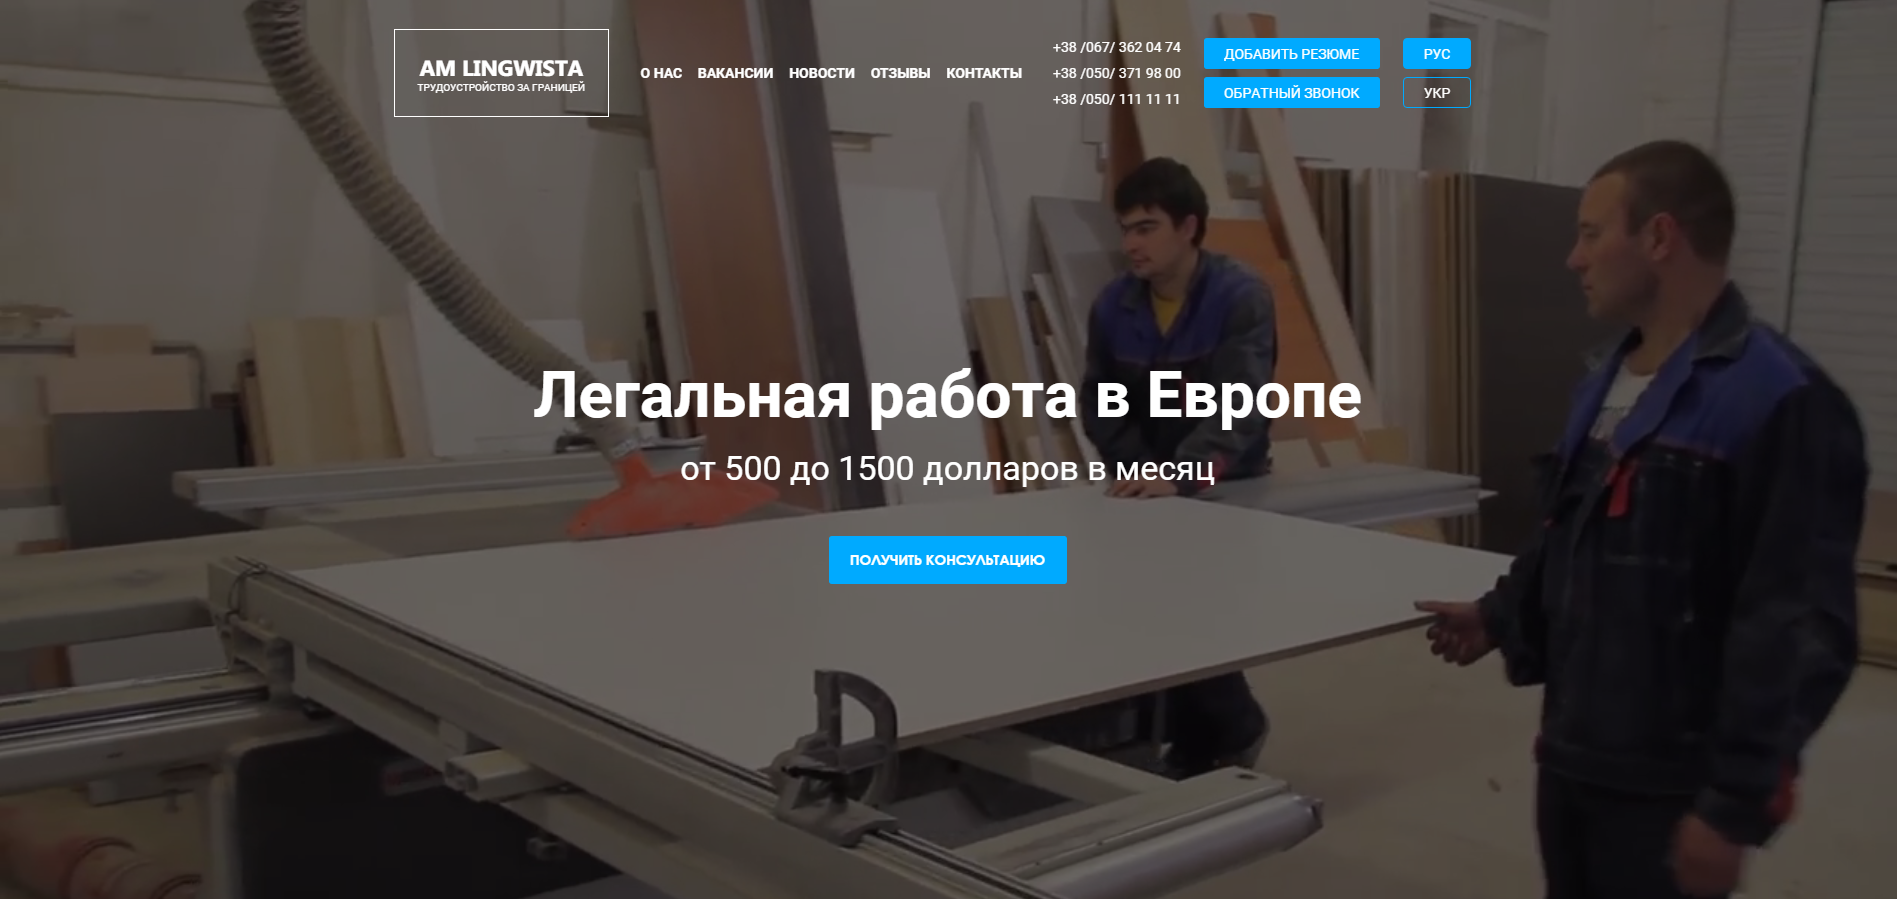 AM LINGWISTA
ТРУДОУСТРОЙСТВО ЗА ГРАНИЦЕЙ
О НАС
ВАКАНСИИ
НОВОСТИ
ОТЗЫВЫ
КОНТАКТЫ
+38 /067/ 362 04 74
+38 /050/ 371 98 00
+38 /050/ 111 11 11
ДОБАВИТЬ РЕЗЮМЕ
ОБРАТНЫЙ ЗВОНОК
РУС
УКР
Легальная работа в Европе
от 500 до 1500 долларов в месяц
ПОЛУЧИТЬ КОНСУЛЬТАЦИЮ